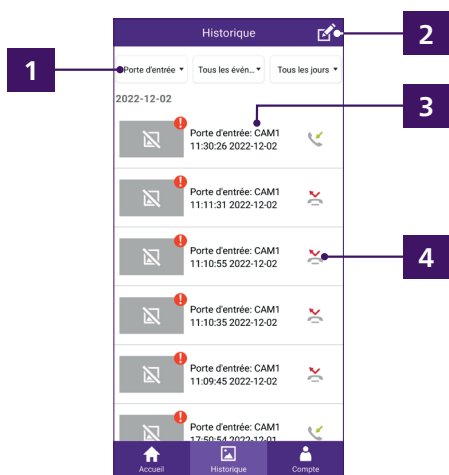 Historique
2
1
Porte d'entrée
Tous les évén...
Tous les jours
2022-12-02
3
Porte d'entrée: CAM1
11:30:26 2022-12-02
Porte d'entrée: CAM1
11:11:31 2022-12-02
Porte d'entrée: CAM1
11:10:55 2022-12-02
4
Porte d'entrée: CAM1
11:10:35 2022-12-02
Porte d'entrée: CAM1
11:09:45 2022-12-02
Porte d'entrée: CAM1
17:50:54 2022-12-01
Accueil
Historique
Compte